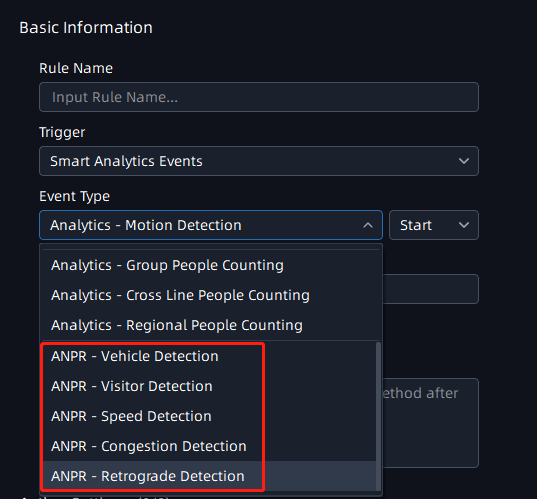 Basic Information
Rule Name
Input Rule Name...
Trigger
Smart Analytics Events
Event Type
Analytics - Motion Detection
Start
Analytics - Group People Counting
Analytics - Cross Line People Counting
Analytics - Regional People Counting
ANPR - Vehicle Detection
ANPR - Visitor Detection
after
ANPR - Speed Detection
ANPR - Congestion Detection
ANPR - Retrograde Detection